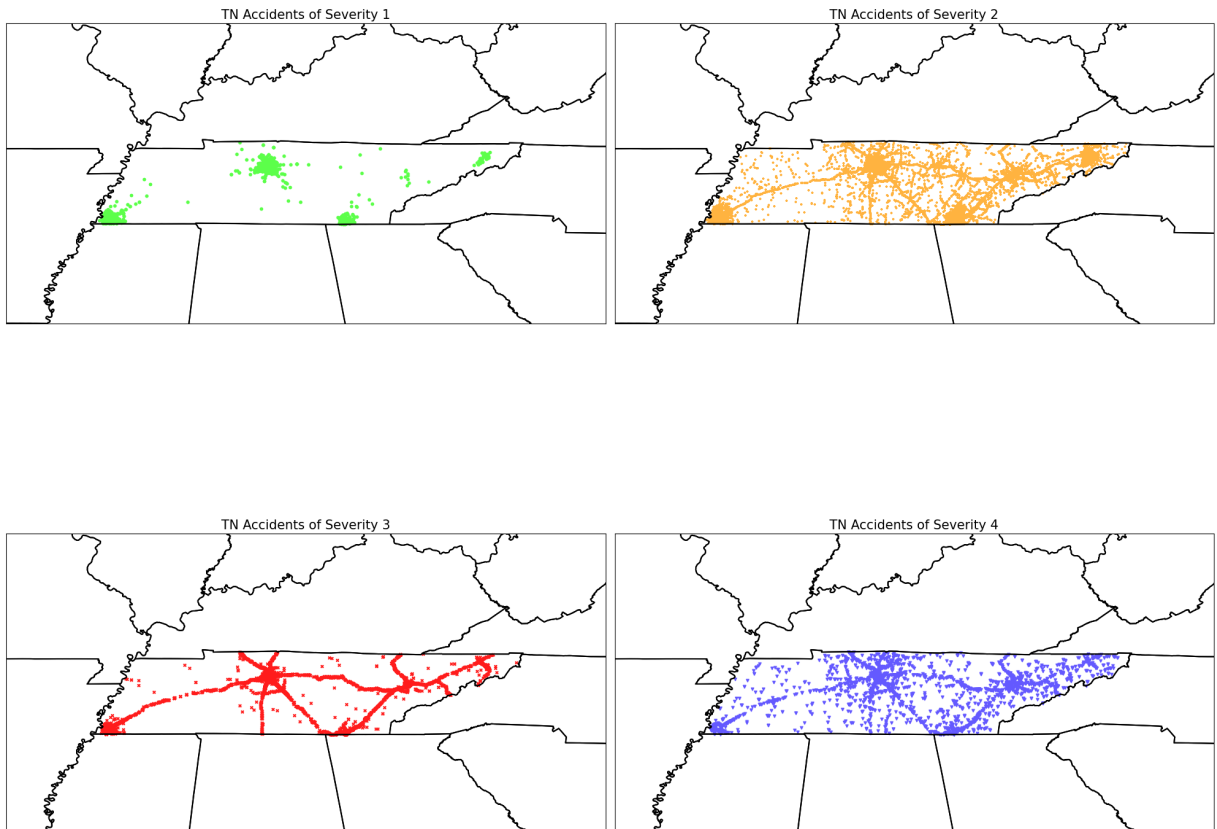 TN Accidents of Severity 1
TN Accidents of Severity 2
TN Accidents of Severity 3
TN Accidents of Severity 4